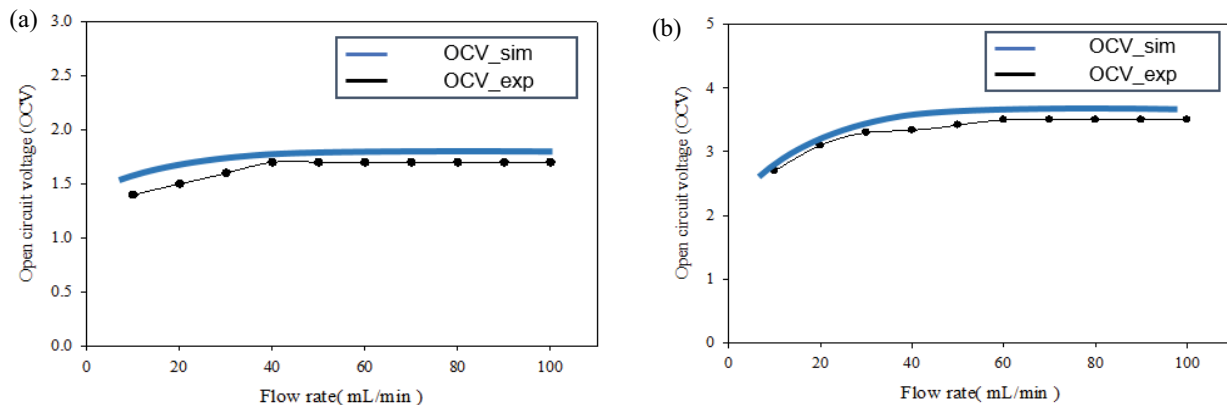 (a)
3.0
2.5
2.0
1.5
1.0
0.5
0.0
Open circuit voltage (OCV)
OCV_sim
OCV_exp
0 20 40 60 80 100
Flow rate( mL/min )
(b)
5
4
3
2
1
0
Open circuit voltage (OCV)
OCV_sim
OCV_exp
0 20 40 60 80 100
Flow rate( mL/min )